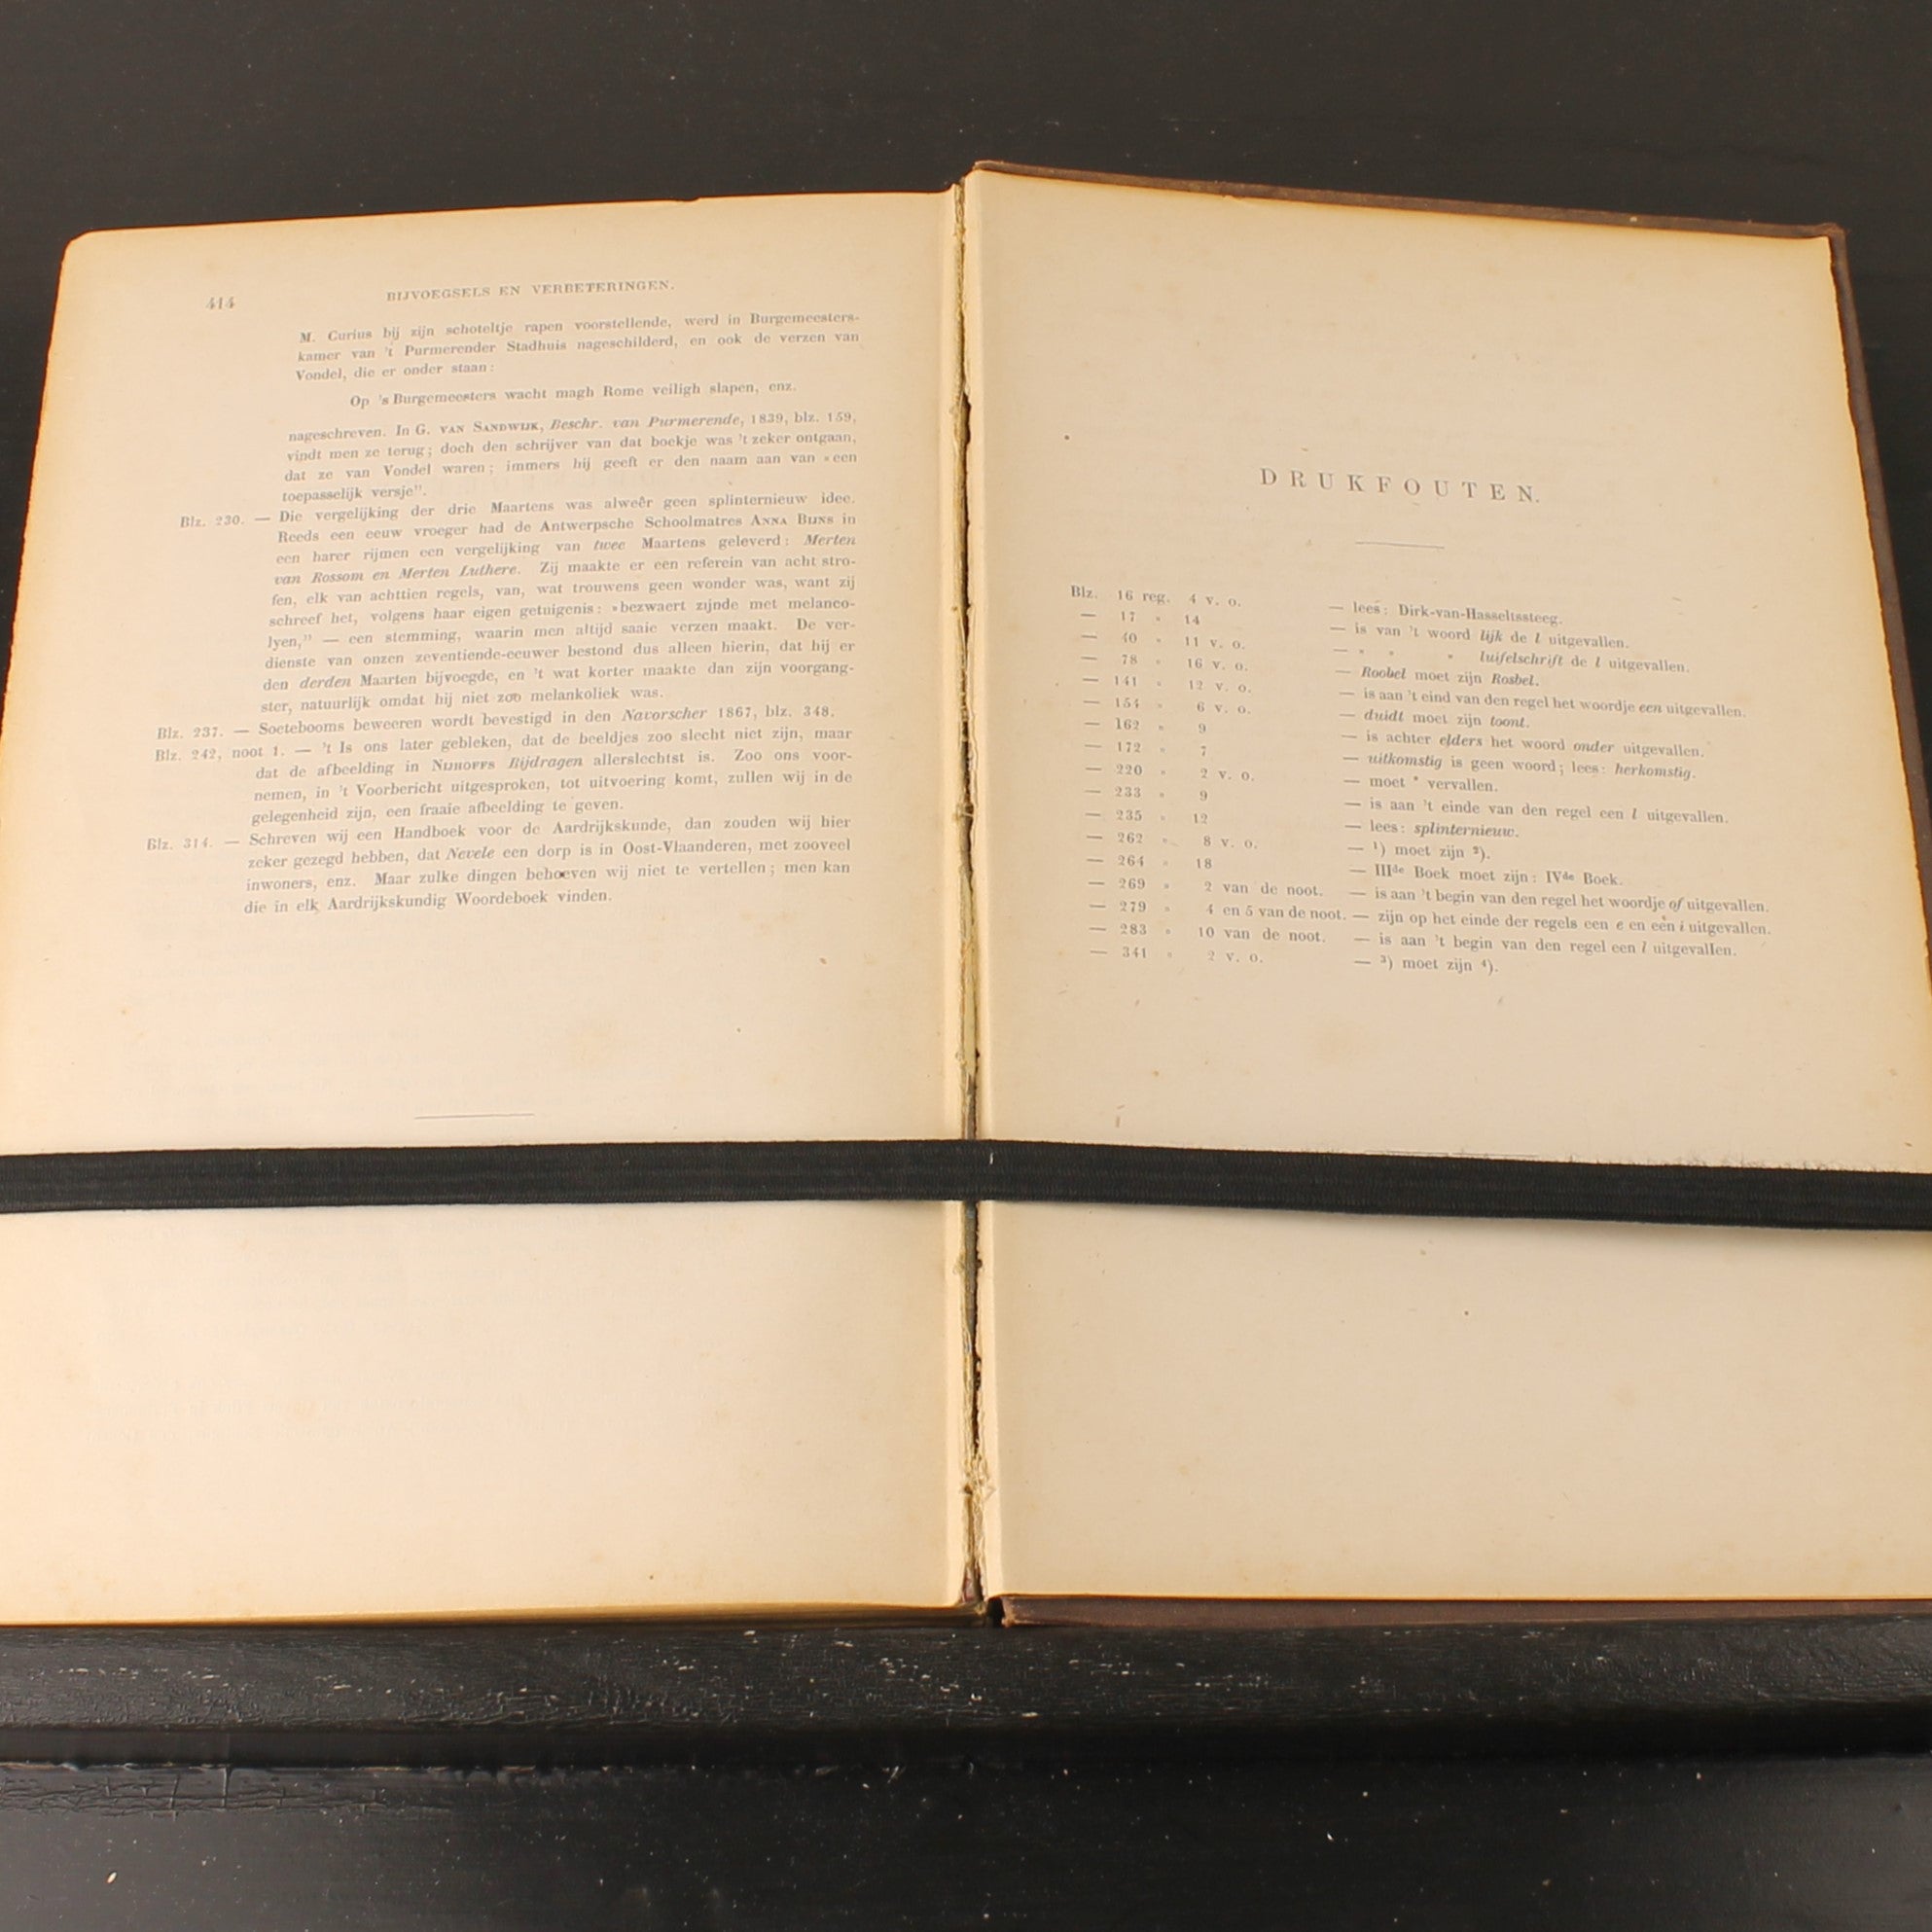 414
BIJVOEGSELS EN VERBETERINGEN.
M. Curius bij zijn schoteltje rapen voorstellende, werd in Burgemeesters-
kamer van 't Purmerender Stadhuis nageschilderd, en ook de verzen van
Vondel, die er onder staan:
Op 's Burgemeesters wacht magh Rome veiligh slapen, enz.
nageschreven. In G. VAN SANDWIJK, Beschr. van Purmerende, 1839, blz. 159,
vindt men ze terug; doch den schrijver van dat boekje was 't zeker ontgaan,
dat ze van Vondel waren; immers hij geeft er den naam aan van «een
toepasselijk versje".
Blz. 230. — Die vergelijking der drie Maartens was alweêr geen splinternieuw idee.
Reeds een eeuw vroeger had de Antwerpsche Schoolmatres ANNA BIJNS in
een harer rijmen een vergelijking van twee Maartens geleverd: Merten
van Rossom en Merten Luthere. Zij maakte er een referein van acht stro-
fen, elk van achttien regels, van, wat trouwens geen wonder was, want zij
schreef het, volgens haar eigen getuigenis: »bezwaert zijnde met melanco-
lyen," — een stemming, waarin men altijd saaie verzen maakt. De ver-
dienste van onzen zeventiende-eeuwer bestond dus alleen hierin, dat hij er
den derden Maarten bijvoegde, en 't wat korter maakte dan zijn voorgang-
ster, natuurlijk omdat hij niet zoo melankoliek was.
Blz. 237. — Soetebooms beweeren wordt bevestigd in den Navorscher 1867, blz. 348.
Blz. 242, noot 1. — 't Is ons later gebleken, dat de beeldjes zoo slecht niet zijn, maar
dat de afbeelding in NIJHOFFS Bijdragen allerslechtst is. Zoo ons voor-
nemen, in 't Voorbericht uitgesproken, tot uitvoering komt, zullen wij in de
gelegenheid zijn, een fraaie afbeelding te geven.
Blz. 314. — Schreven wij een Handboek voor de Aardrijkskunde, dan zouden wij hier
zeker gezegd hebben, dat Nevele een dorp is in Oost-Vlaanderen, met zooveel
inwoners, enz. Maar zulke dingen behoeven wij niet te vertellen; men kan
die in elk Aardrijkskundig Woordeboek vinden.
DRUKFOUTEN.
Blz. 16 reg. 4 v. o. — lees: Dirk-van-Hasseltssteeg.
— 17 » 14 — is van 't woord lijk de l uitgevallen.
— 40 » 11 v. o. — » » » luifelschrift de l uitgevallen.
— 78 » 16 v. o. — Roobel moet zijn Rosbel.
— 141 » 12 v. o. — is aan 't eind van den regel het woordje een uitgevallen.
— 154 » 6 v. o. — duidt moet zijn toont.
— 162 » 9 — is achter elders het woord onder uitgevallen.
— 172 » 7 — uitkomstig is geen woord; lees: herkomstig.
— 220 » 2 v. o. — moet * vervallen.
— 233 » 9 — is aan 't einde van den regel een l uitgevallen.
— 235 » 12 — lees: splinternieuw.
— 262 » 8 v. o. — ¹) moet zijn ²).
— 264 » 18 — IIIde Boek moet zijn: IVde Boek.
— 269 » 2 van de noot. — is aan 't begin van den regel het woordje of uitgevallen.
— 279 » 4 en 5 van de noot. — zijn op het einde der regels een e en een i uitgevallen.
— 283 » 10 van de noot. — is aan 't begin van den regel een l uitgevallen.
— 341 » 2 v. o. — ³) moet zijn ⁴).